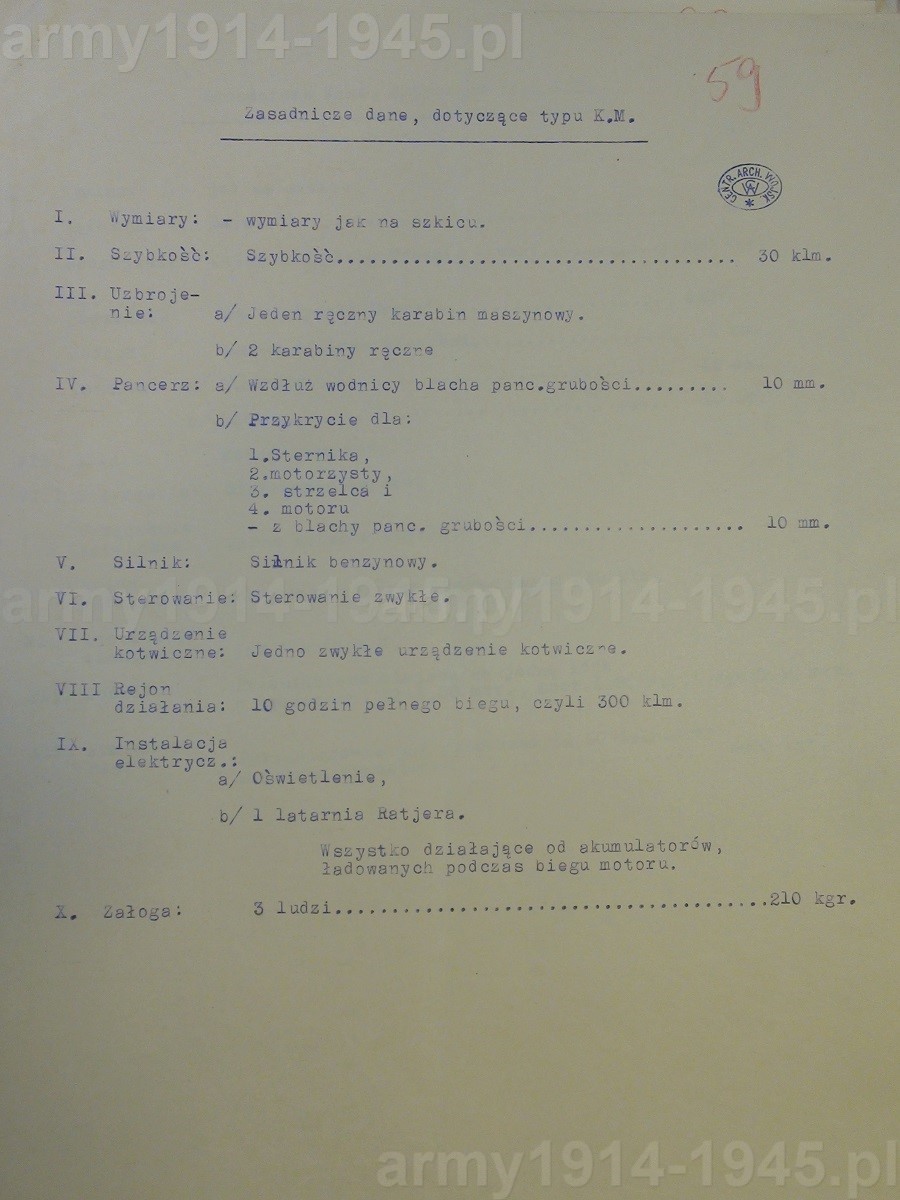 army1914-1945.pl
59
Zasadnicze dane, dotyczące typu K.M.
CENTR. ARCH. WOJSK.
I. Wymiary: - wymiary jak na szkicu.
II. Szybkość: Szybkość..................................... 30 klm.
III. Uzbroje-
nie: a/ Jeden ręczny karabin maszynowy.
b/ 2 karabiny ręczne
IV. Pancerz: a/ Wzdłuż wodnicy blacha panc.grubości......... 10 mm.
b/ Przykrycie dla:
1.Sternika,
2.motorzysty,
3. strzelca i
4. motoru
- z blachy panc. grubości.................... 10 mm.
V. Silnik: Silnik benzynowy.
VI. Sterowanie: Sterowanie zwykłe.
army1914-1945.pl
army1914-1945.pl
VII. Urządzenie
kotwiczne: Jedno zwykłe urządzenie kotwiczne.
VIII Rejon
działania: 10 godzin pełnego biegu, czyli 300 klm.
IX. Instalacja
elektrycz.:
a/ Oświetlenie,
b/ 1 latarnia Ratjera.
Wszystko działające od akumulatorów,
ładowanych podczas biegu motoru.
X. Załoga: 3 ludzi.......................................210 kgr.
army1914-1945.pl